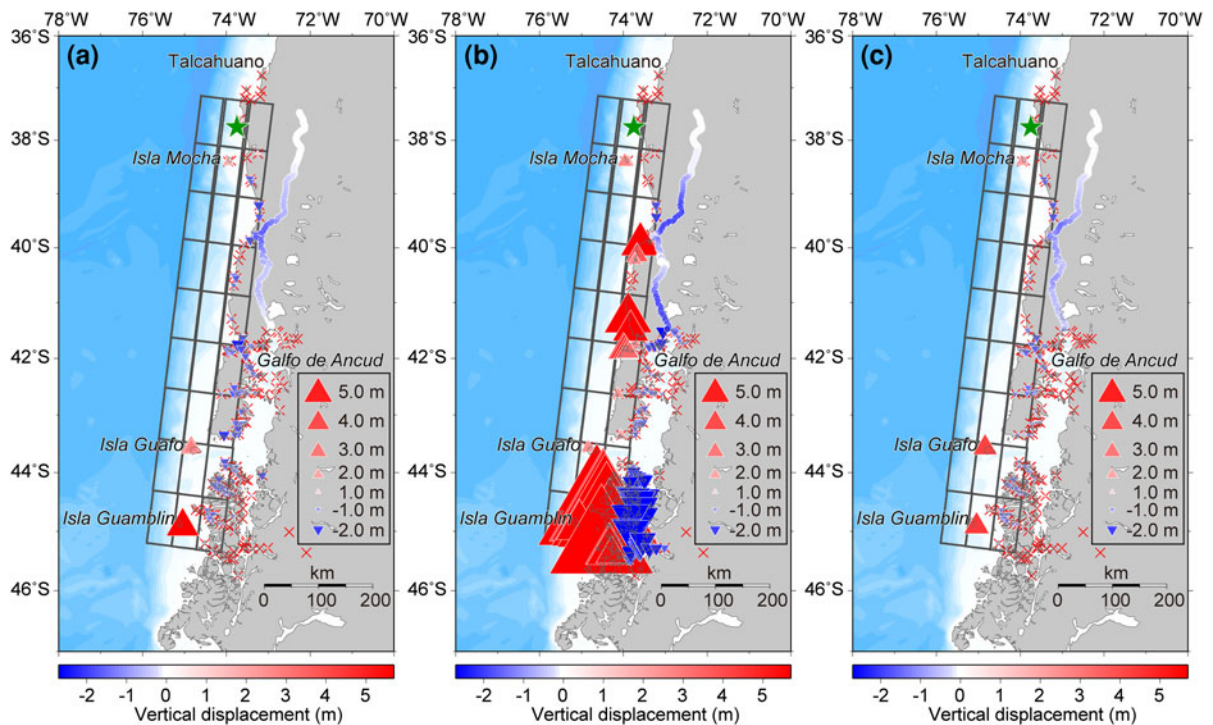 78°W 76°W 74°W 72°W 70°W 78°W 76°W 74°W 72°W 70°W 78°W 76°W 74°W 72°W 70°W
36°S
38°S
40°S
42°S
44°S
46°S
(a)
Talcahuano
Isla Mocha
Galfo de Ancud
Isla Guafo
Isla Guamblin
5.0 m
4.0 m
3.0 m
2.0 m
1.0 m
-1.0 m
-2.0 m
km
0 100 200
-2 -1 0 1 2 3 4 5
Vertical displacement (m)
36°S
38°S
40°S
42°S
44°S
46°S
(b)
Talcahuano
Isla Mocha
Galfo de Ancud
Isla Guafo
Isla Guamblin
5.0 m
4.0 m
3.0 m
2.0 m
1.0 m
-1.0 m
-2.0 m
km
0 100 200
-2 -1 0 1 2 3 4 5
Vertical displacement (m)
36°S
38°S
40°S
42°S
44°S
46°S
(c)
Talcahuano
Isla Mocha
Galfo de Ancud
Isla Guafo
Isla Guamblin
5.0 m
4.0 m
3.0 m
2.0 m
1.0 m
-1.0 m
-2.0 m
km
0 100 200
-2 -1 0 1 2 3 4 5
Vertical displacement (m)